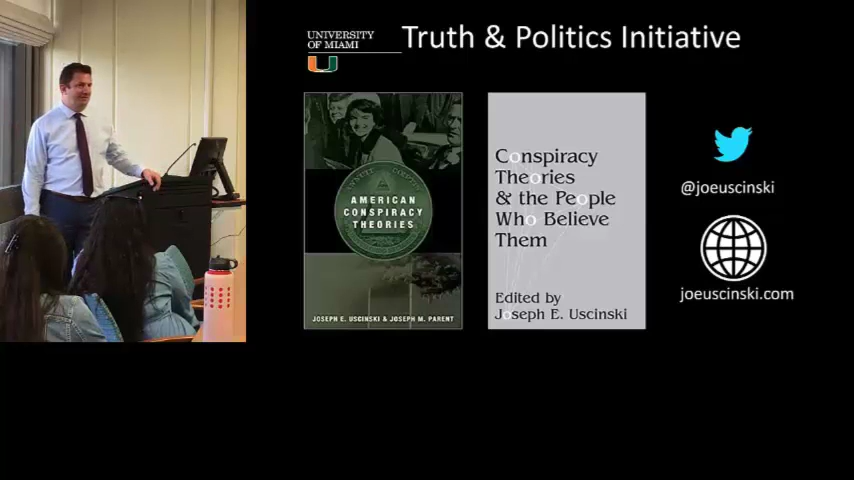 UNIVERSITY
OF MIAMI
Truth & Politics Initiative
AMERICAN
CONSPIRACY
THEORIES
JOSEPH E. USCINSKI & JOSEPH M. PARENT
Conspiracy
Theories
& the People
Who Believe
Them
Edited by
Joseph E. Uscinski
@joeuscinski
joeuscinski.com